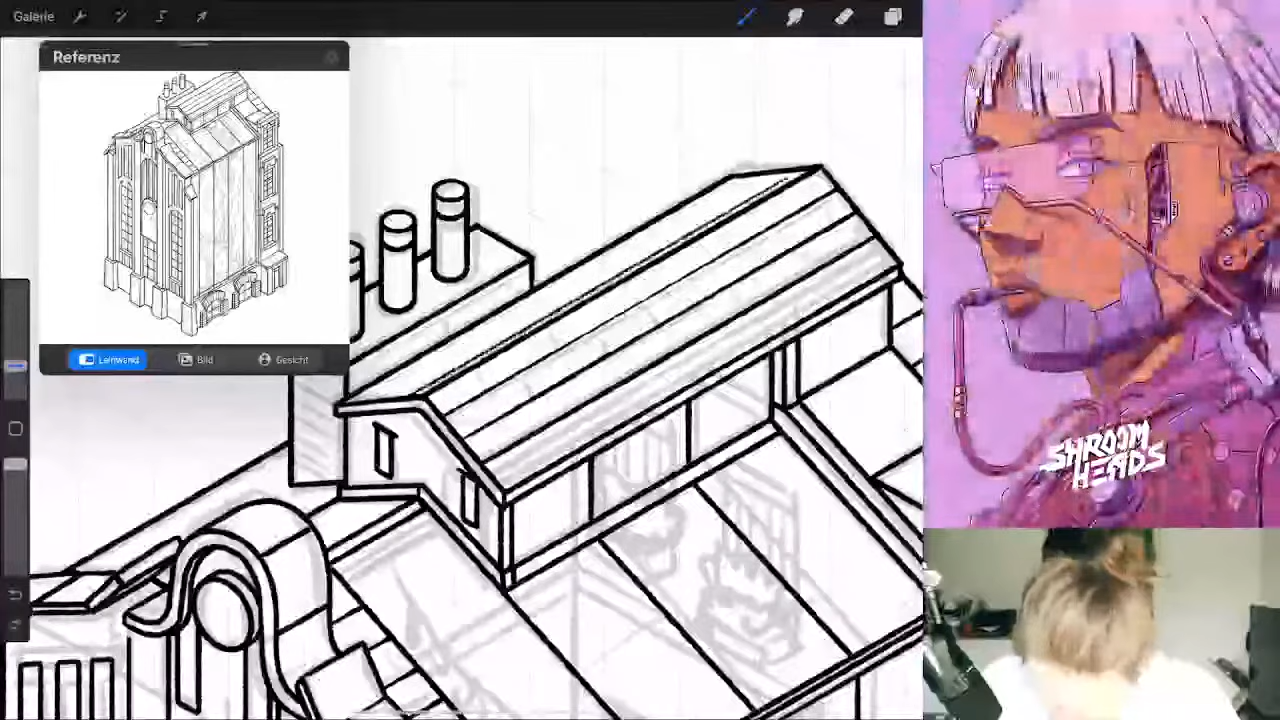 Galerie
Referenz
Leinwand
Bild
Gesicht
SHROOM
HEADS